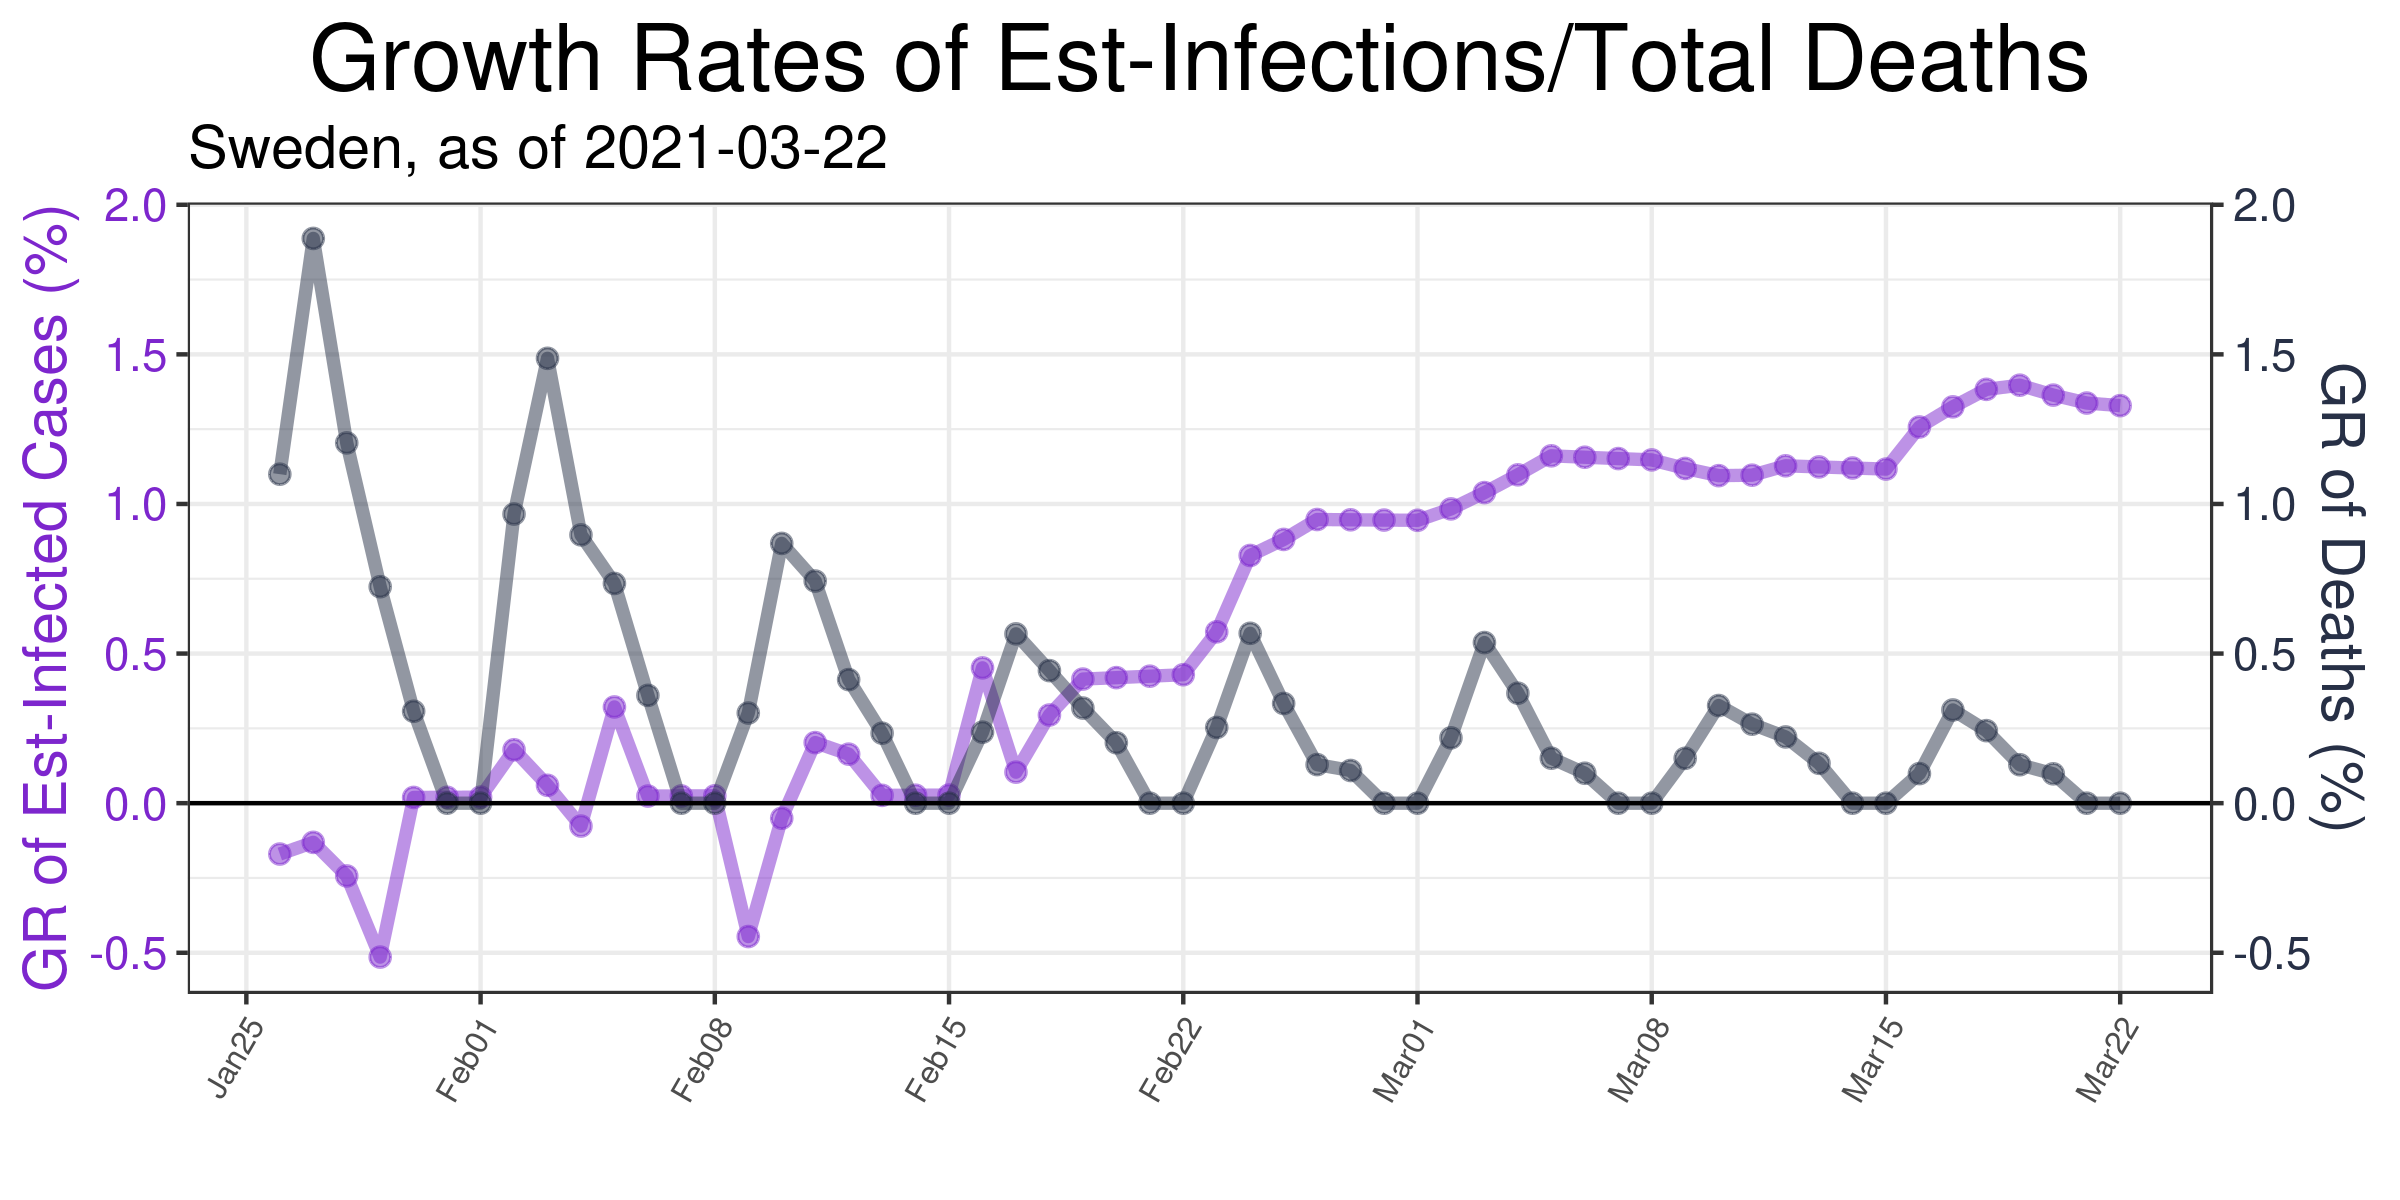 Growth Rates of Est-Infections/Total Deaths
Sweden, as of 2021-03-22
GR of Est-Infected Cases (%)
2.0
1.5
1.0
0.5
0.0
-0.5
2.0
1.5
1.0
0.5
0.0
-0.5
GR of Deaths (%)
Jan25
Feb01
Feb08
Feb15
Feb22
Mar01
Mar08
Mar15
Mar22